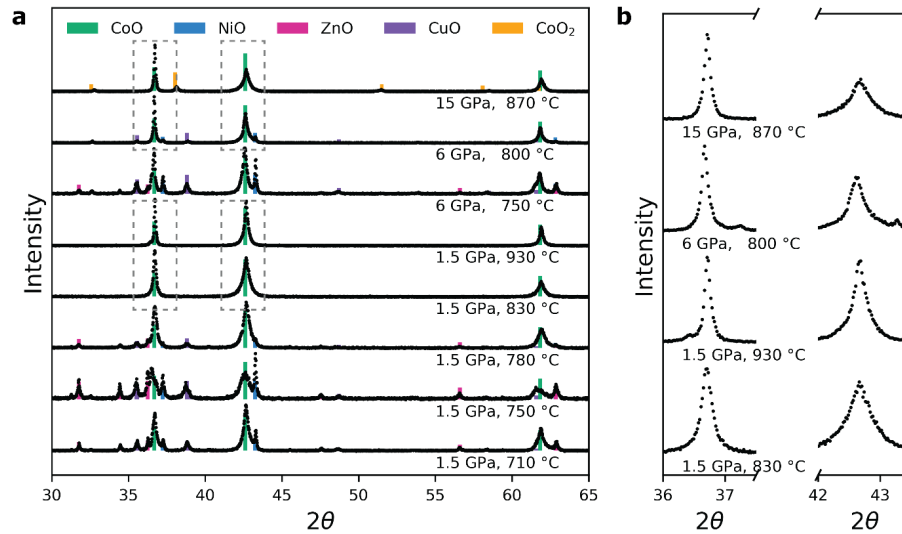 a
CoO NiO ZnO CuO CoO₂
15 GPa, 870 °C
6 GPa, 800 °C
6 GPa, 750 °C
1.5 GPa, 930 °C
1.5 GPa, 830 °C
1.5 GPa, 780 °C
1.5 GPa, 750 °C
1.5 GPa, 710 °C
Intensity
30 35 40 45 50 55 60 65
2θ
b
15 GPa, 870 °C
6 GPa, 800 °C
1.5 GPa, 930 °C
1.5 GPa, 830 °C
Intensity
36 37 42 43
2θ 2θ